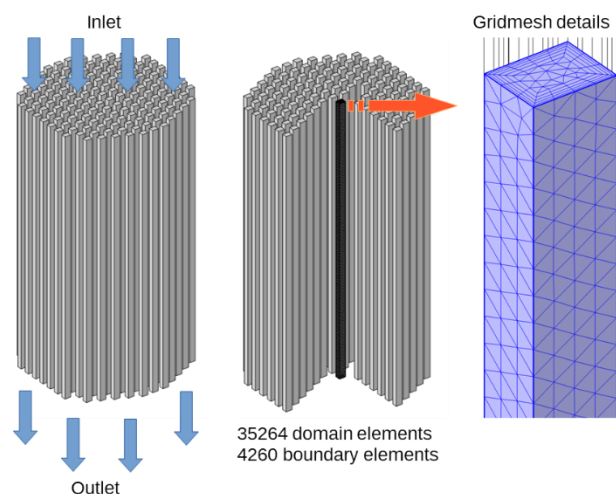 Inlet
Gridmesh details
35264 domain elements
4260 boundary elements
Outlet